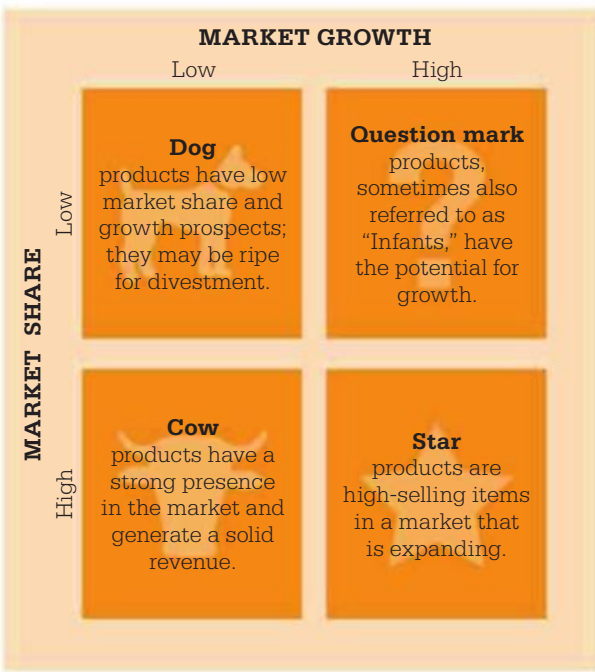 MARKET GROWTH
Low
High
MARKET SHARE
Low
Dog
products have low
market share and
growth prospects;
they may be ripe
for divestment.
Question mark
products,
sometimes also
referred to as
“Infants,” have
the potential for
growth.
High
Cow
products have a
strong presence
in the market and
generate a solid
revenue.
Star
products are
high-selling items
in a market that
is expanding.